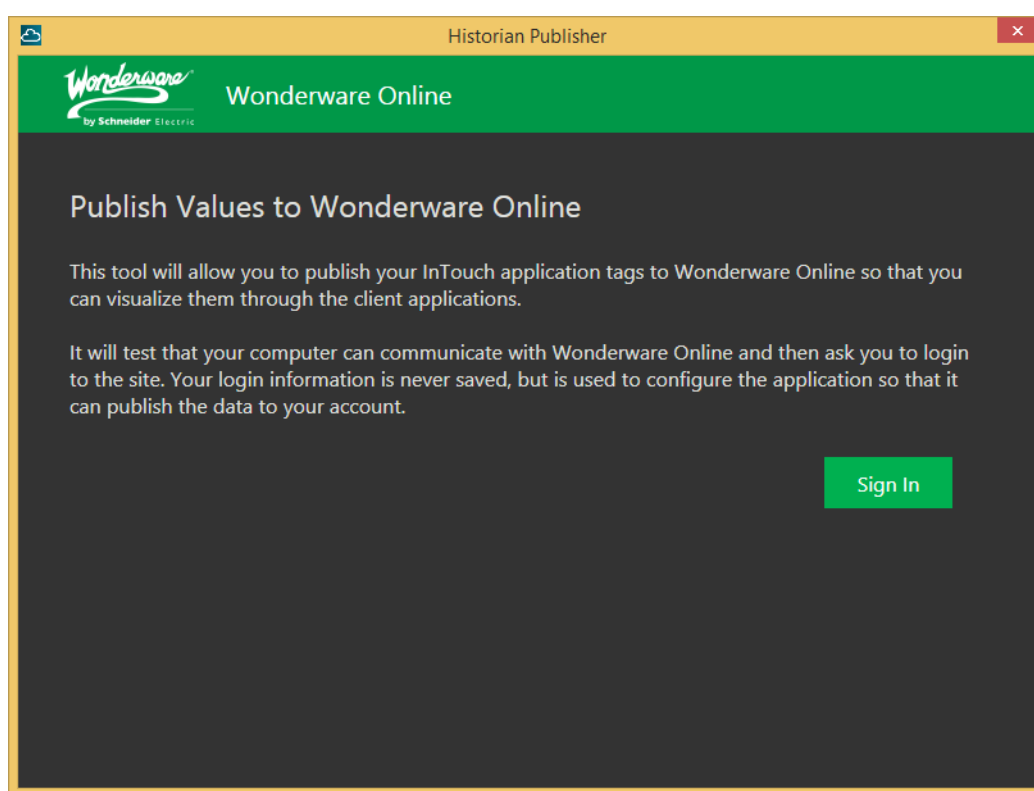 Historian Publisher
Wonderware
by Schneider Electric
Wonderware Online
Publish Values to Wonderware Online
This tool will allow you to publish your InTouch application tags to Wonderware Online so that you
can visualize them through the client applications.
It will test that your computer can communicate with Wonderware Online and then ask you to login
to the site. Your login information is never saved, but is used to configure the application so that it
can publish the data to your account.
Sign In